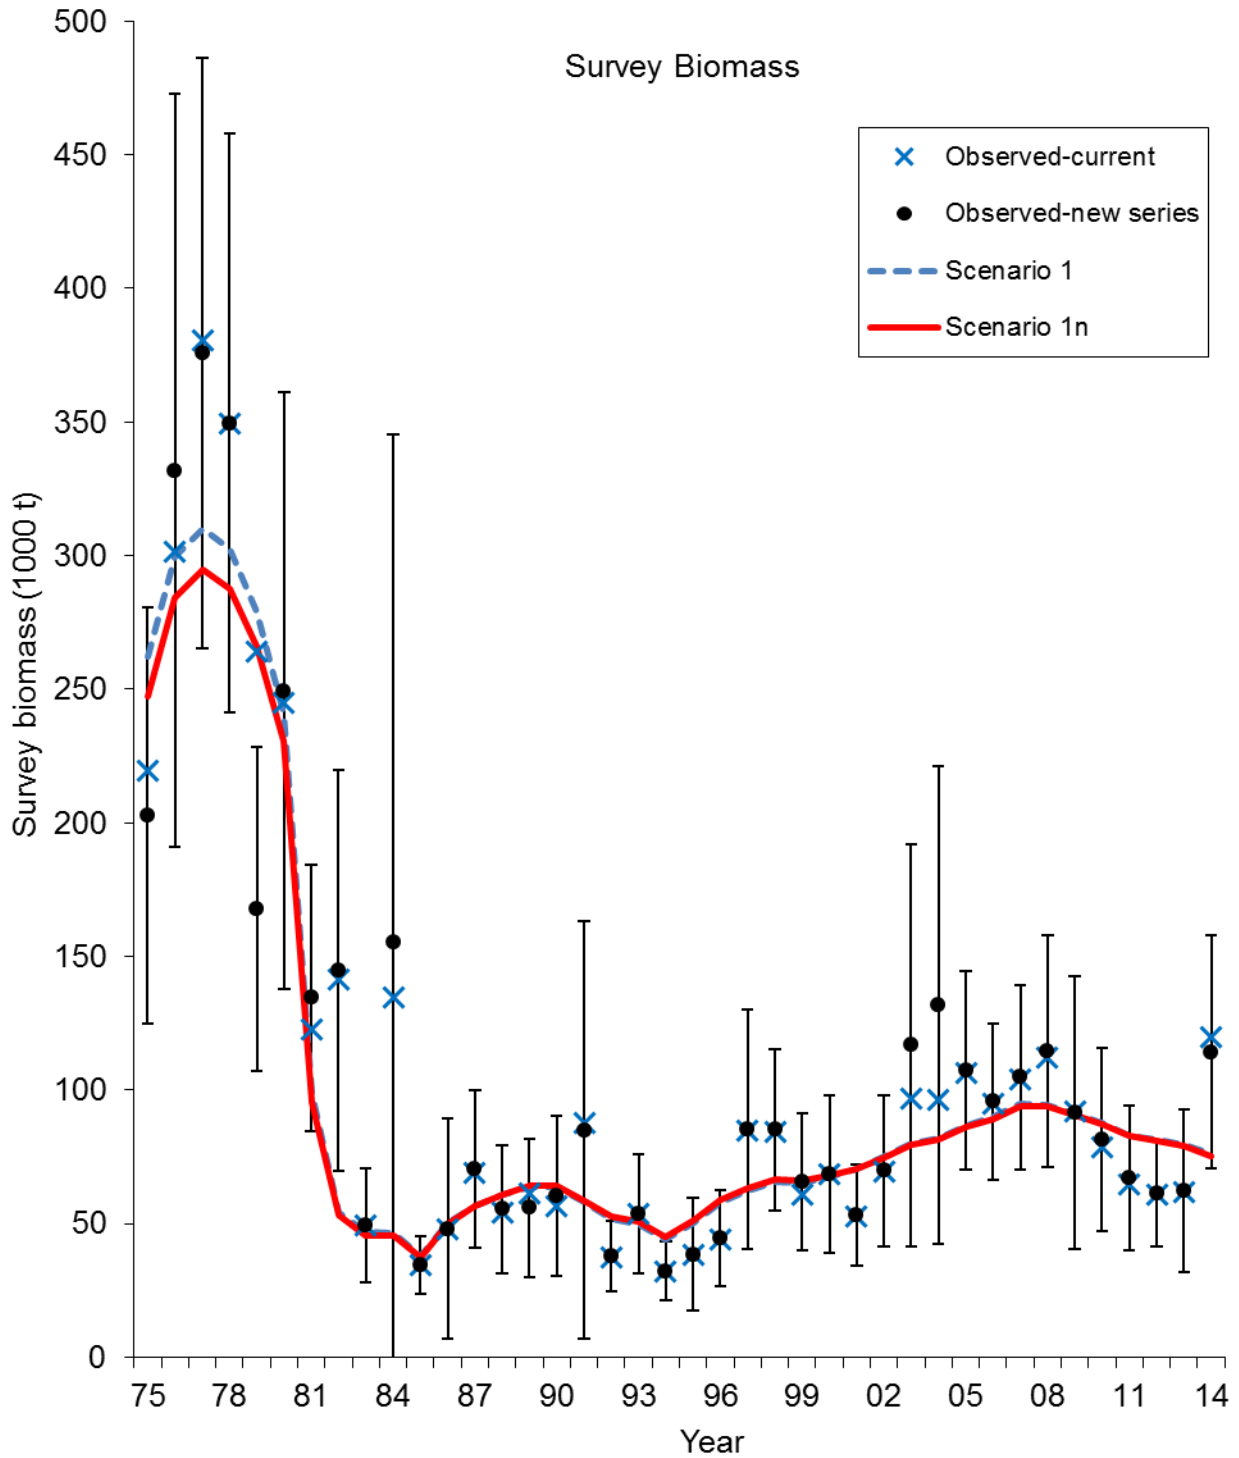 Survey Biomass
Observed-current
Observed-new series
Scenario 1
Scenario 1n
Survey biomass (1000 t)
500
450
400
350
300
250
200
150
100
50
0
75 78 81 84 87 90 93 96 99 02 05 08 11 14
Year